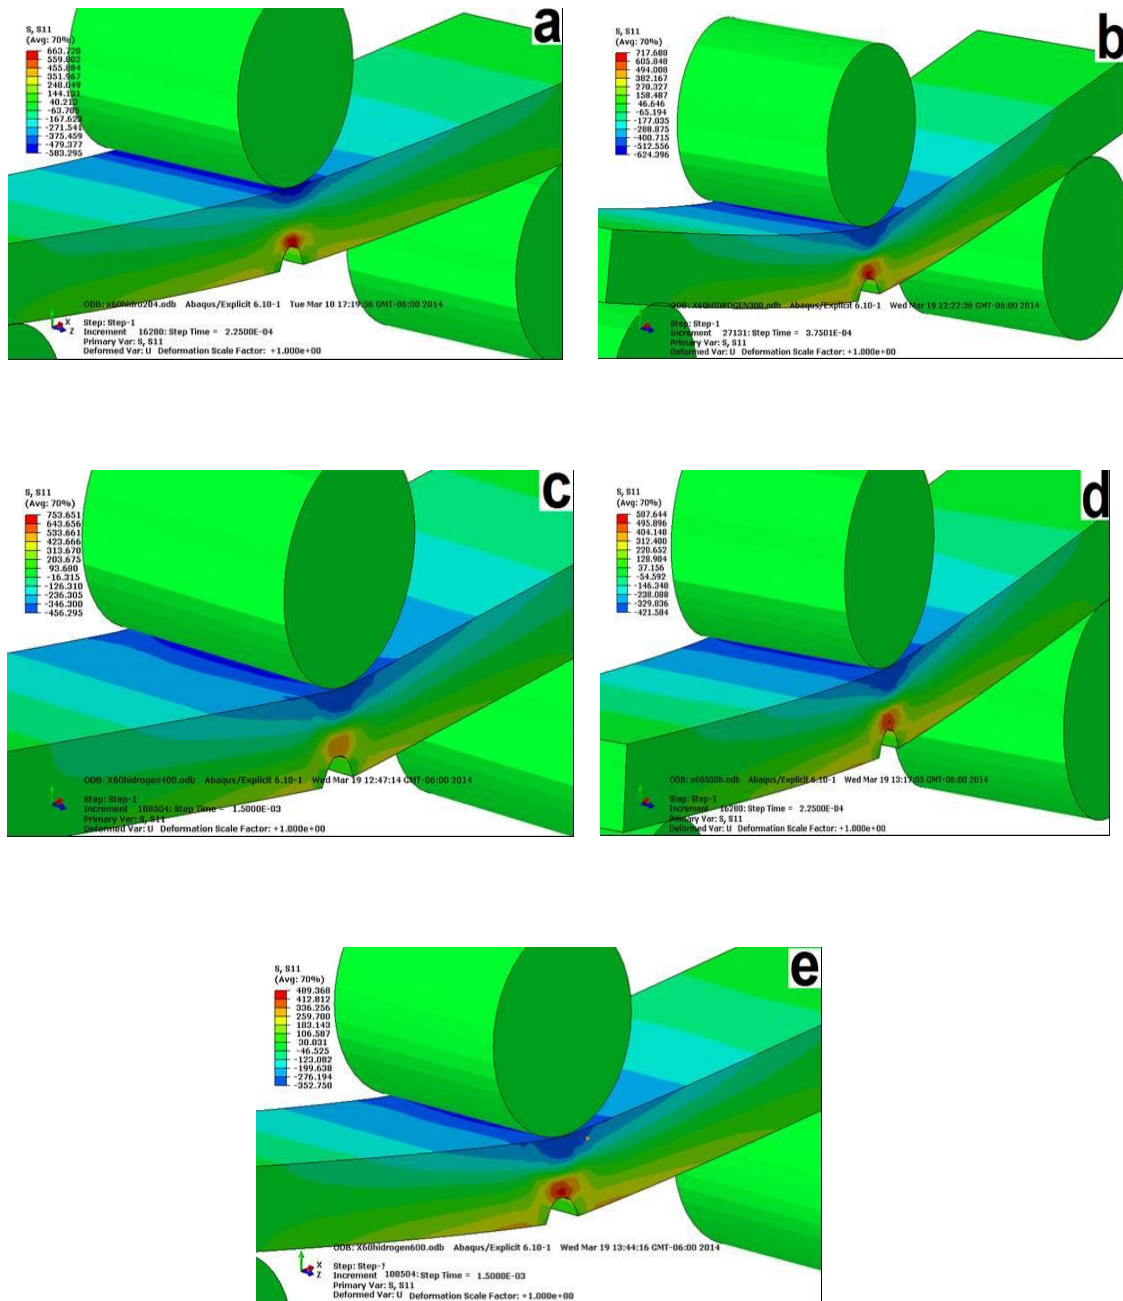 a
S, S11
(Avg: 70%)
663.720
559.802
455.884
351.967
248.049
144.131
40.213
-63.705
-167.623
-271.541
-375.459
-479.377
-583.295
ODB: x60hidro204.odb Abaqus/Explicit 6.10-1 Tue Mar 18 17:19:56 GMT-06:00 2014
X
Z
Step: Step-1
Increment 16280: Step Time = 2.2500E-04
Primary Var: S, S11
Deformed Var: U Deformation Scale Factor: +1.000e+00
b
S, S11
(Avg: 70%)
717.688
605.848
494.008
382.167
270.327
158.487
46.646
-65.194
-177.035
-288.875
-400.715
-512.556
-624.396
ODB: X60HIDROGEN300.odb Abaqus/Explicit 6.10-1 Wed Mar 19 12:22:36 GMT-06:00 2014
Step: Step-1
Increment 27131: Step Time = 3.7501E-04
Primary Var: S, S11
Deformed Var: U Deformation Scale Factor: +1.000e+00
c
S, S11
(Avg: 70%)
753.651
643.656
533.661
423.666
313.670
203.675
93.680
-16.315
-126.310
-236.305
-346.300
-456.295
ODB: X60hidrogen400.odb Abaqus/Explicit 6.10-1 Wed Mar 19 12:47:14 GMT-06:00 2014
Step: Step-1
Increment 108504: Step Time = 1.5000E-03
Primary Var: S, S11
Deformed Var: U Deformation Scale Factor: +1.000e+00
d
S, S11
(Avg: 70%)
587.644
495.896
404.148
312.400
220.652
128.904
37.156
-54.592
-146.340
-238.088
-329.836
-421.584
ODB: x60500h.odb Abaqus/Explicit 6.10-1 Wed Mar 19 13:17:05 GMT-06:00 2014
Step: Step-1
Increment 16280: Step Time = 2.2500E-04
Primary Var: S, S11
Deformed Var: U Deformation Scale Factor: +1.000e+00
e
S, S11
(Avg: 70%)
489.368
412.812
336.256
259.700
183.143
106.587
30.031
-46.525
-123.082
-199.638
-276.194
-352.750
ODB: X60hidrogen600.odb Abaqus/Explicit 6.10-1 Wed Mar 19 13:44:16 GMT-06:00 2014
X
Z
Step: Step-1
Increment 108504: Step Time = 1.5000E-03
Primary Var: S, S11
Deformed Var: U Deformation Scale Factor: +1.000e+00